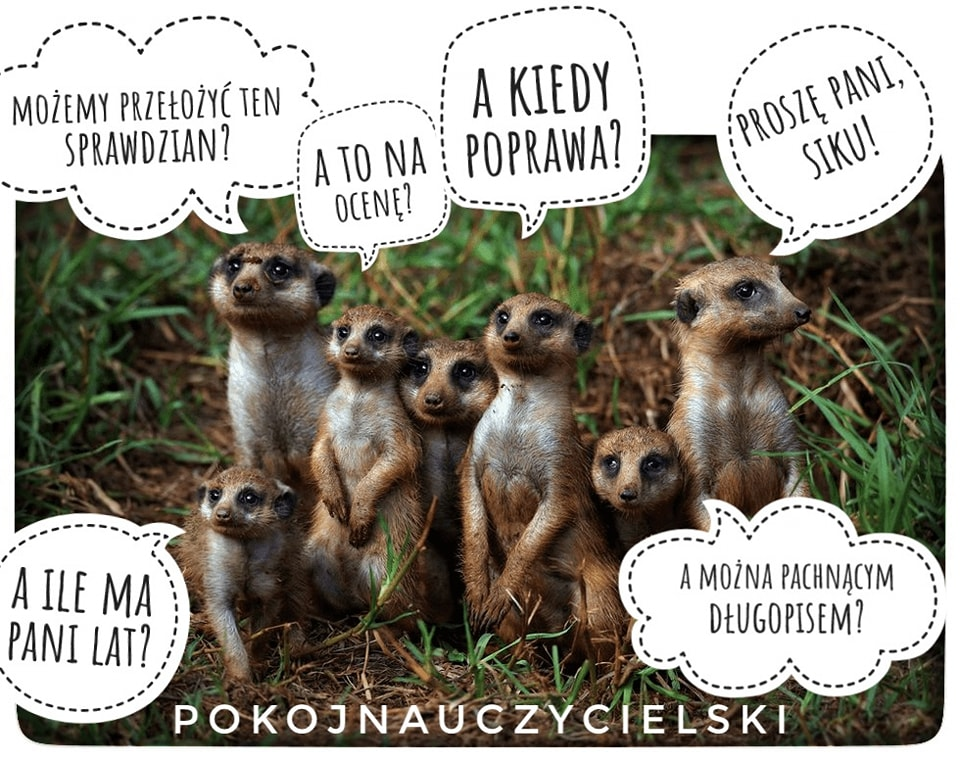 MOŻEMY PRZEŁOŻYĆ TEN
SPRAWDZIAN?
A TO NA
OCENĘ?
A KIEDY
POPRAWA?
PROSZĘ PANI,
SIKU!
A ILE MA
PANI LAT?
A MOŻNA PACHNĄCYM
DŁUGOPISEM?
POKOJNAUCZYCIELSKI